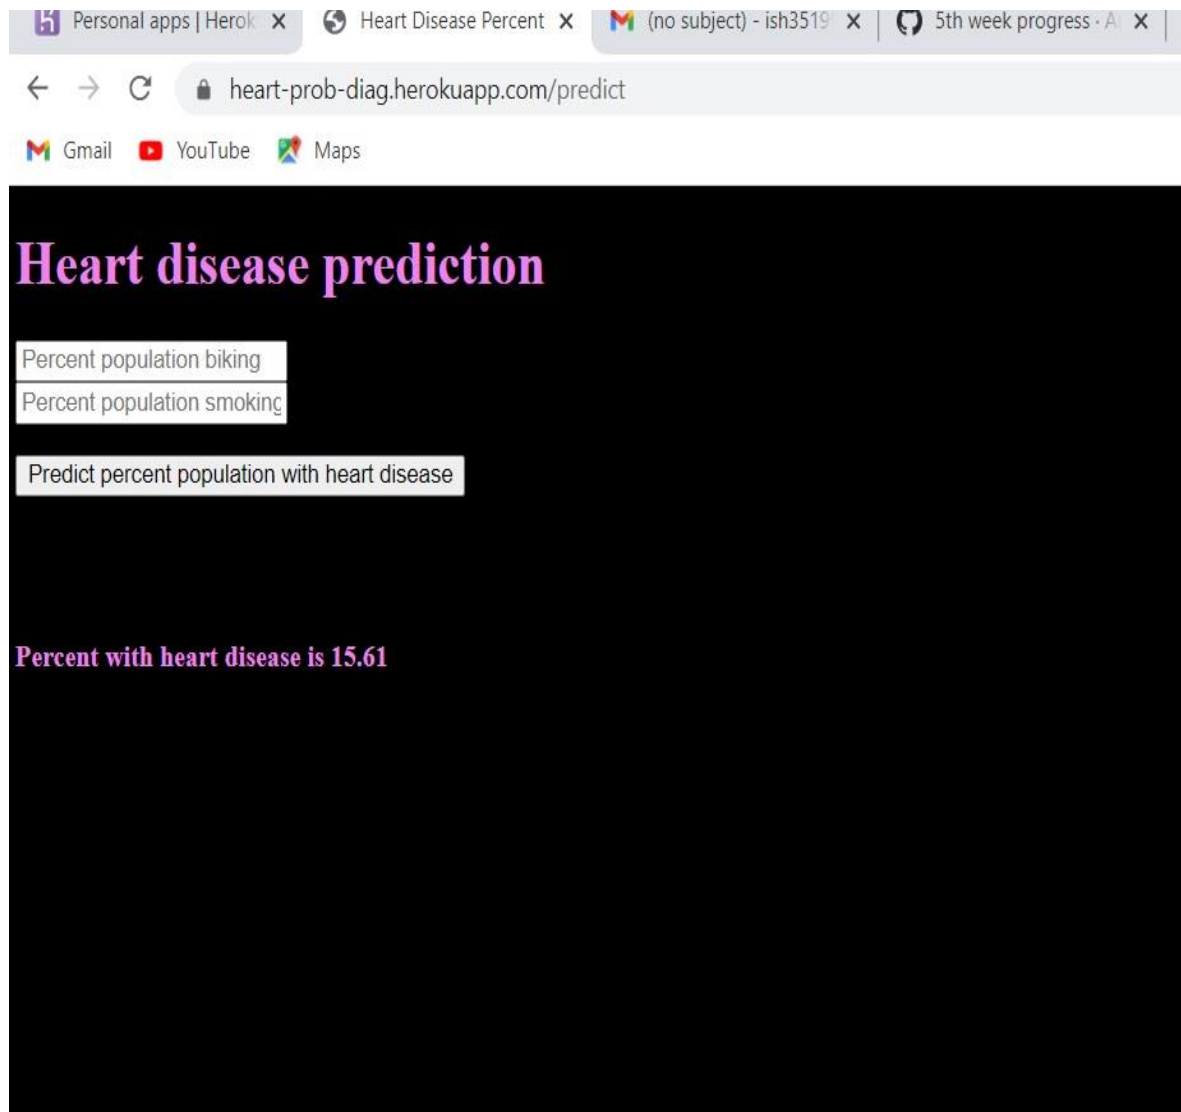 Personal apps | Herok
Heart Disease Percent
(no subject) - ish3519
5th week progress · A
heart-prob-diag.herokuapp.com/predict
Gmail
YouTube
Maps
Heart disease prediction
Percent population biking
Percent population smoking
Predict percent population with heart disease
Percent with heart disease is 15.61